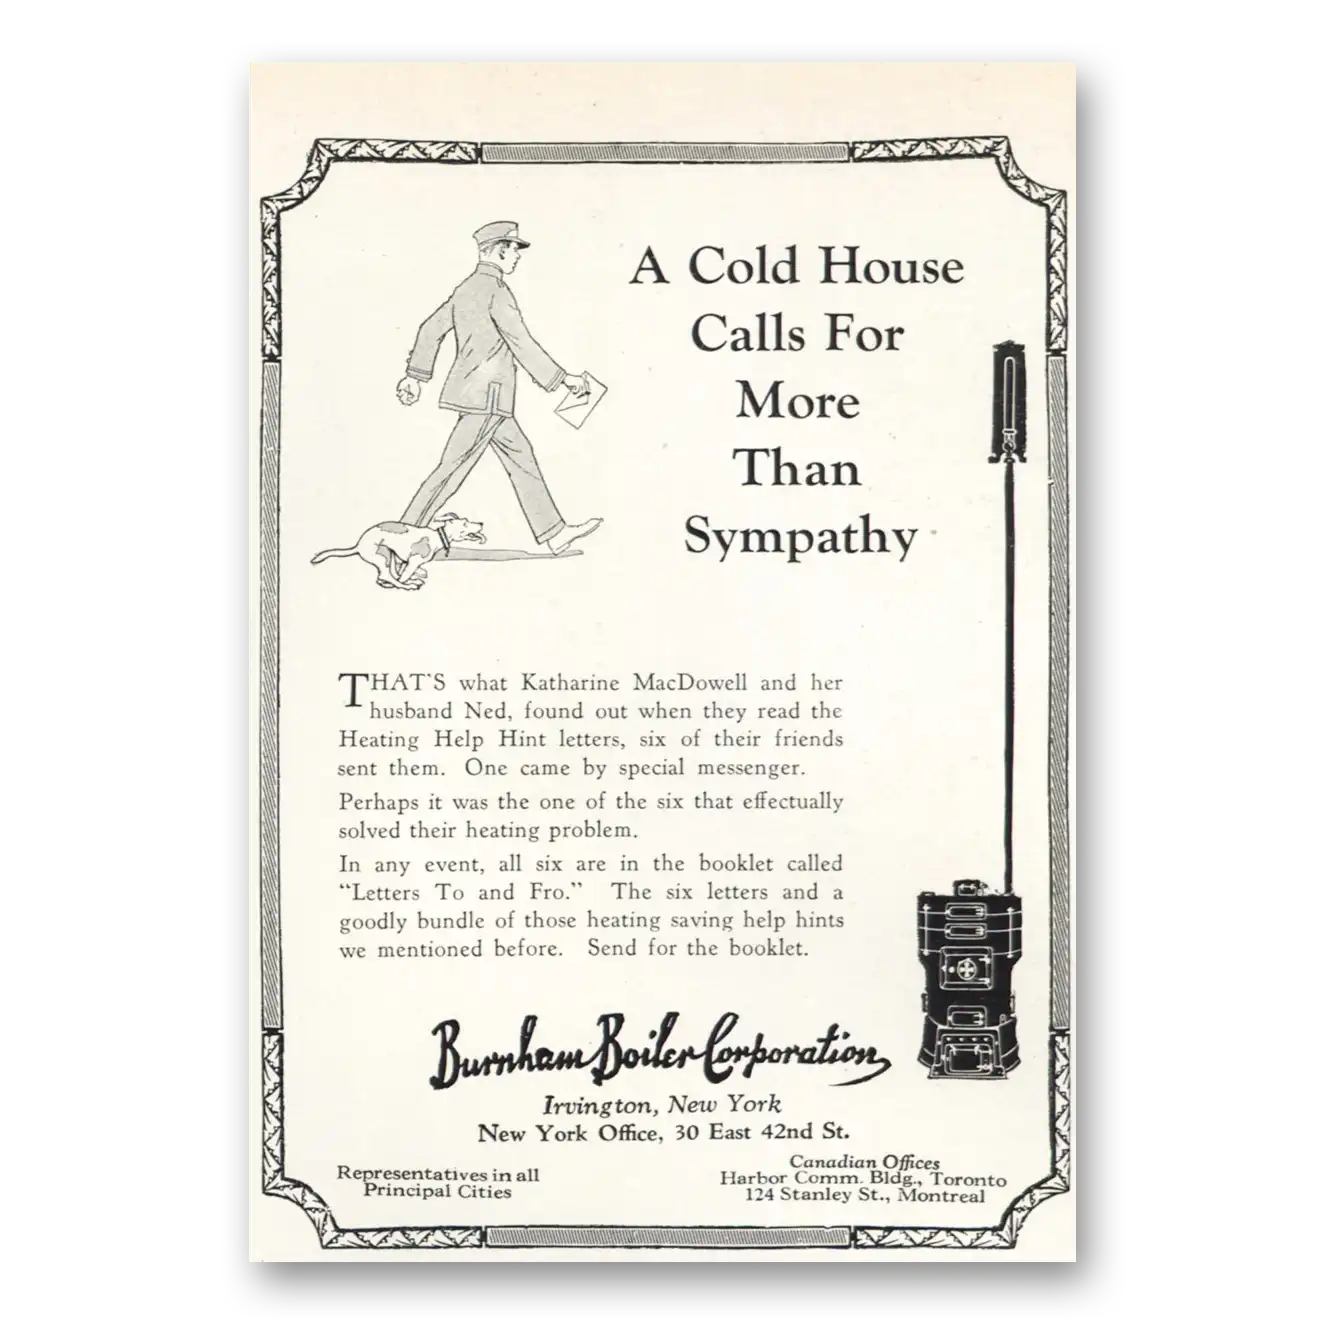 A Cold House
Calls For
More
Than
Sympathy
THAT'S what Katharine MacDowell and her
husband Ned, found out when they read the
Heating Help Hint letters, six of their friends
sent them. One came by special messenger.
Perhaps it was the one of the six that effectually
solved their heating problem.
In any event, all six are in the booklet called
“Letters To and Fro.” The six letters and a
goodly bundle of those heating saving help hints
we mentioned before. Send for the booklet.
Burnham Boiler Corporation
Irvington, New York
New York Office, 30 East 42nd St.
Representatives in all
Principal Cities
Canadian Offices
Harbor Comm. Bldg., Toronto
124 Stanley St., Montreal